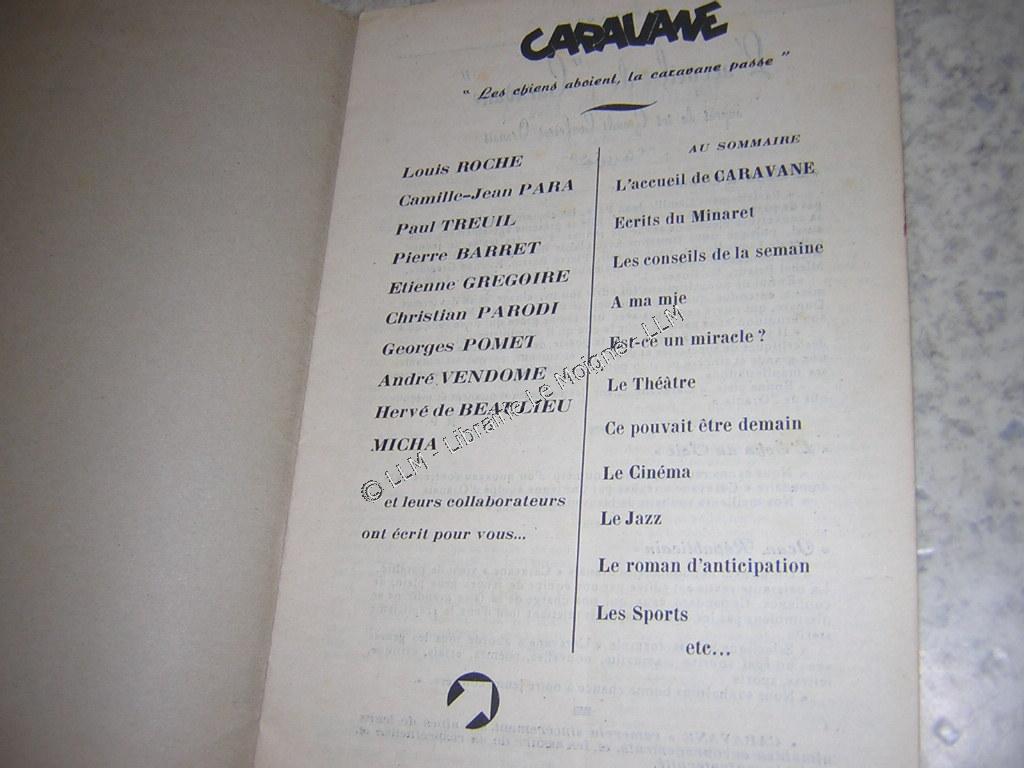 CARAVANE
" Les chiens aboient, la caravane passe "
Louis ROCHE
Camille-Jean PARA
Paul TREUIL
Pierre BARRET
Etienne GREGOIRE
Christian PARODI
Georges POMET
André VENDOME
Hervé de BEAULIEU
MICHA
et leurs collaborateurs
ont écrit pour vous...
AU SOMMAIRE
L'accueil de CARAVANE
Ecrits du Minaret
Les conseils de la semaine
A ma mie
Est-ce un miracle ?
Le Théâtre
Ce pouvait être demain
Le Cinéma
Le Jazz
Le roman d'anticipation
Les Sports
etc...
© LLM - Librairie Le Moigne - LLM